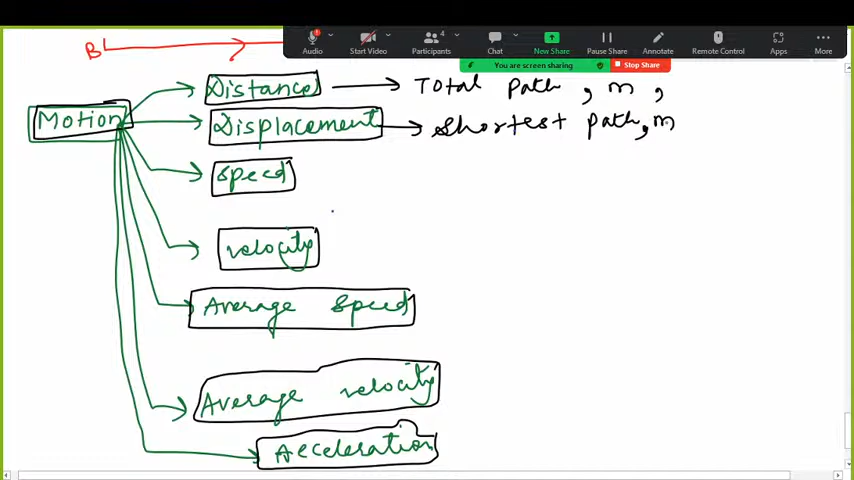 Audio
Start Video
4
Participants
Chat
New Share
Pause Share
Annotate
Remote Control
Apps
More
You are screen sharing
Stop Share
B
Motion
Distance → Total path, m,
Displacement → Shortest path, m
Speed
Velocity
Average Speed
Average velocity
Acceleration